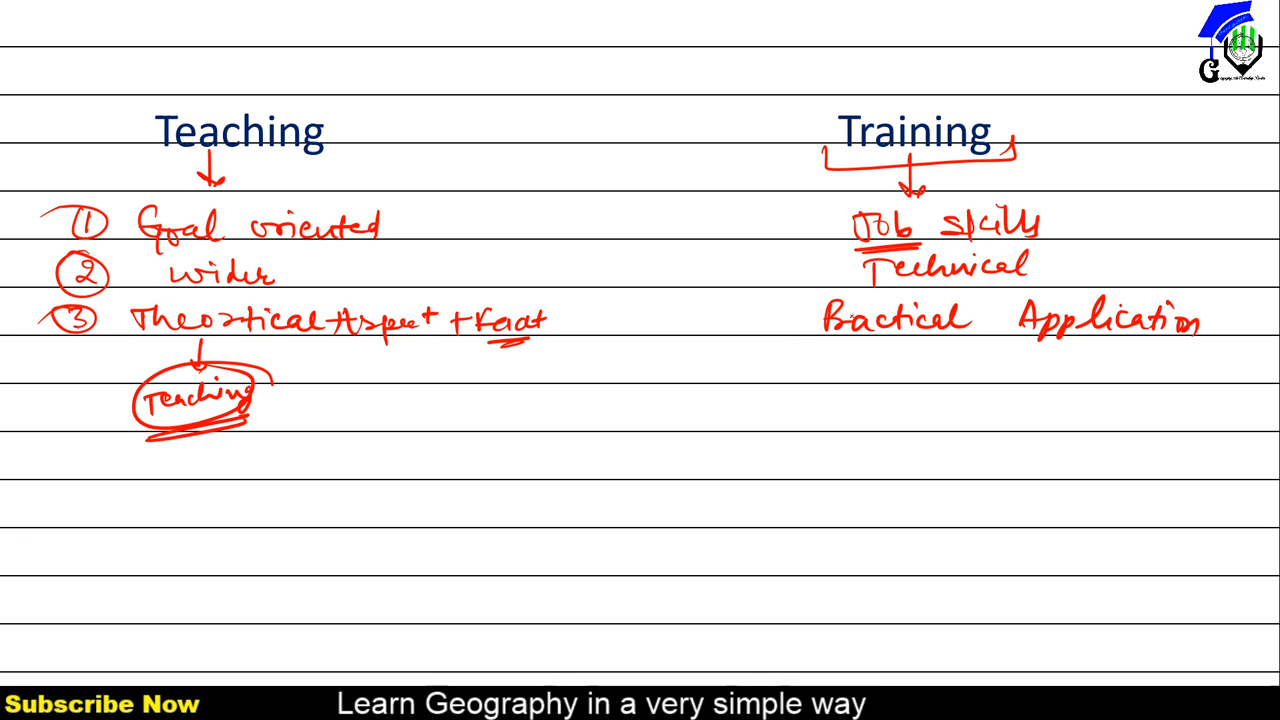 Teaching Training
① Goal oriented Job skills
② wider Technical
③ Theortical Aspect + Fact Practical Application
Teaching
G
Subscribe Now Learn Geography in a very simple way